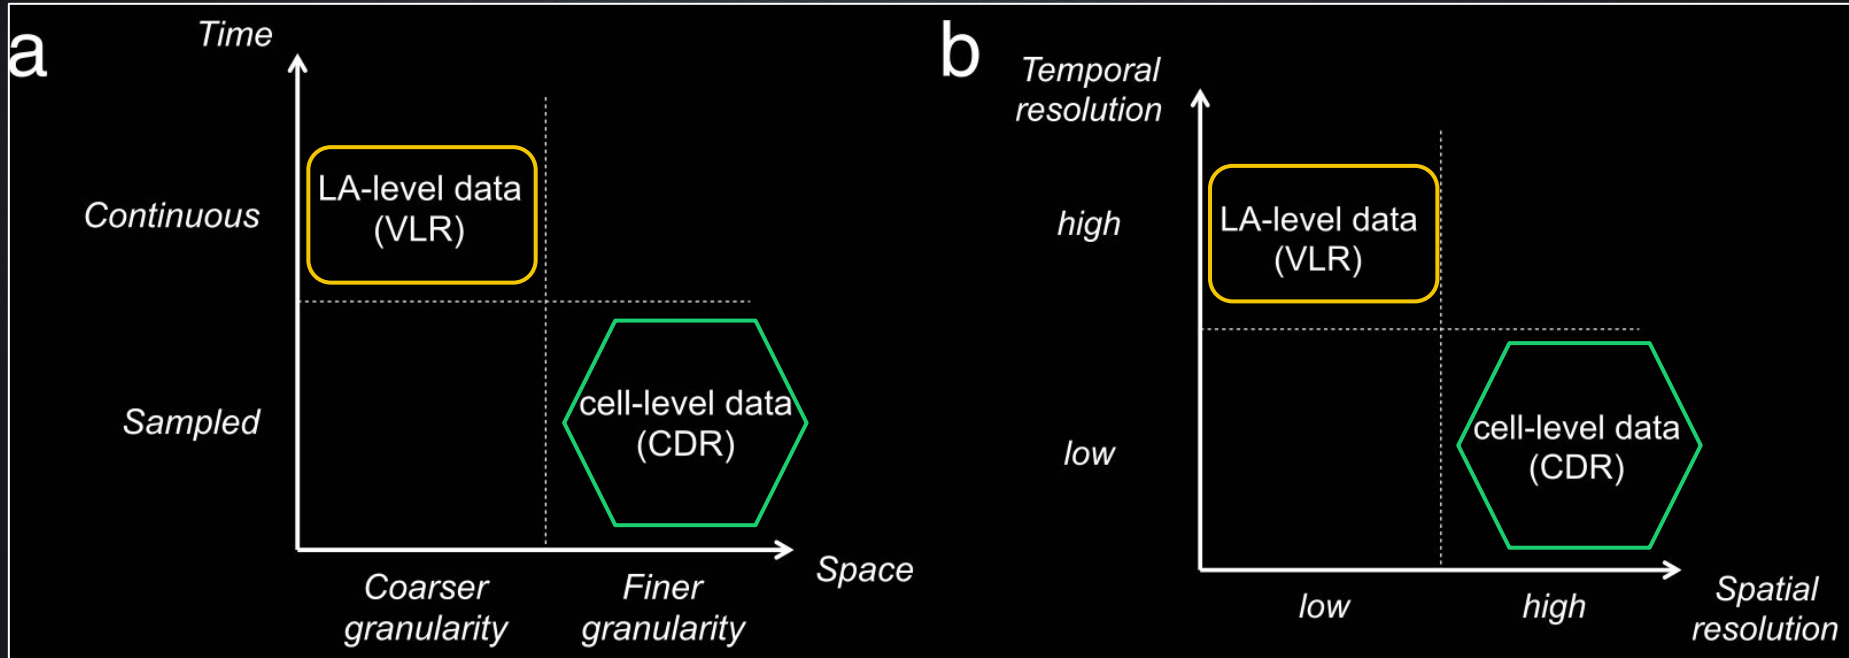 a
Time
Continuous
Sampled
LA-level data
(VLR)
cell-level data
(CDR)
Space
Coarser
granularity
Finer
granularity
b
Temporal
resolution
high
low
LA-level data
(VLR)
cell-level data
(CDR)
low
high
Spatial
resolution